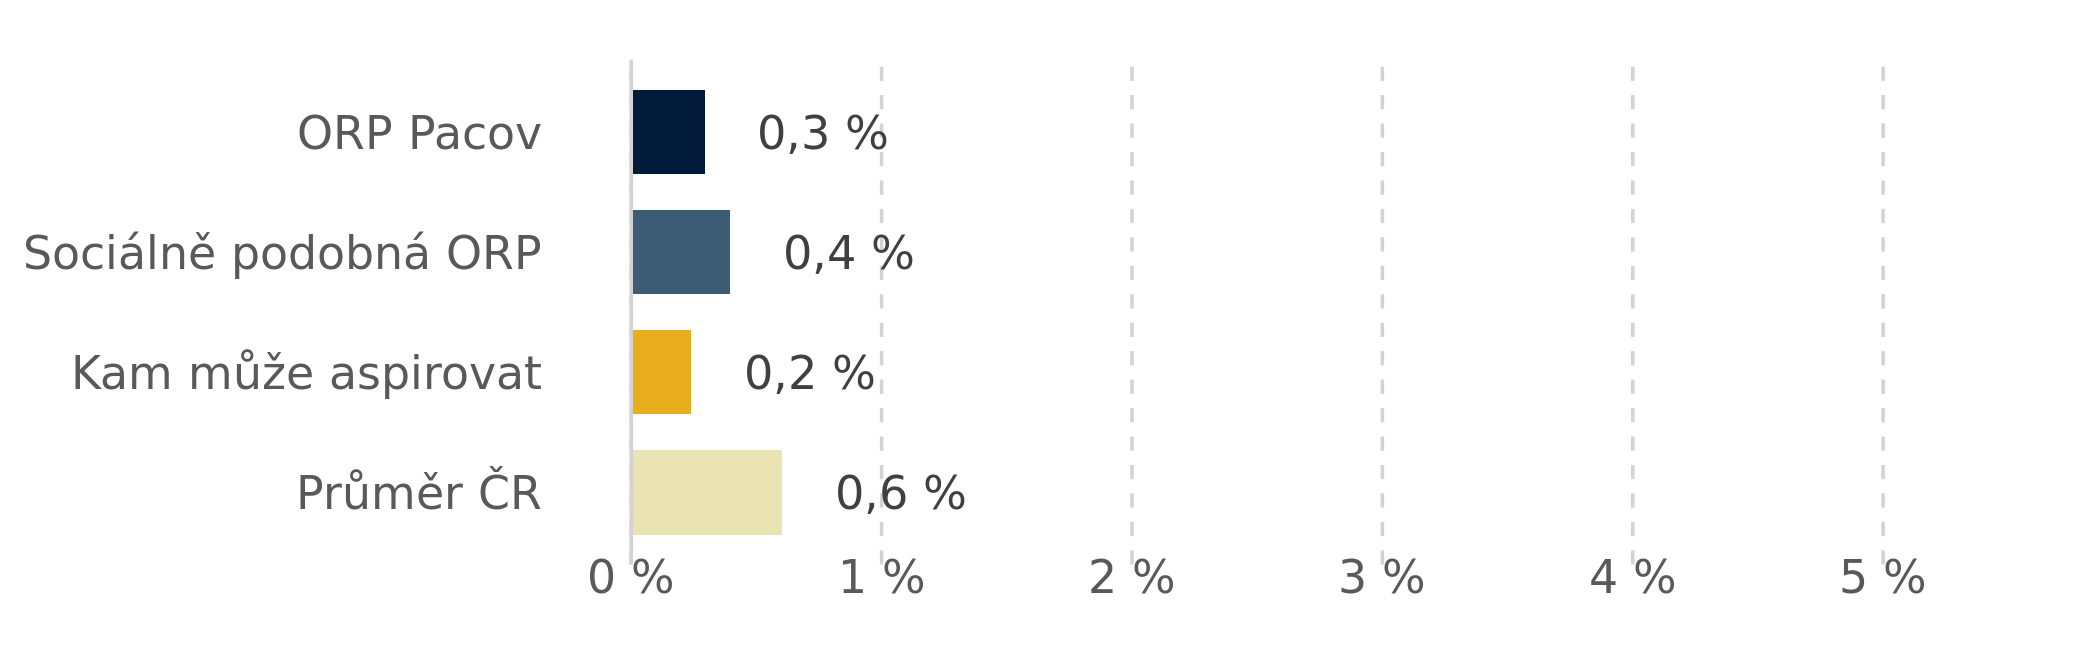 ORP Pacov 0,3 %
Sociálně podobná ORP 0,4 %
Kam může aspirovat 0,2 %
Průměr ČR 0,6 %
0 % 1 % 2 % 3 % 4 % 5 %